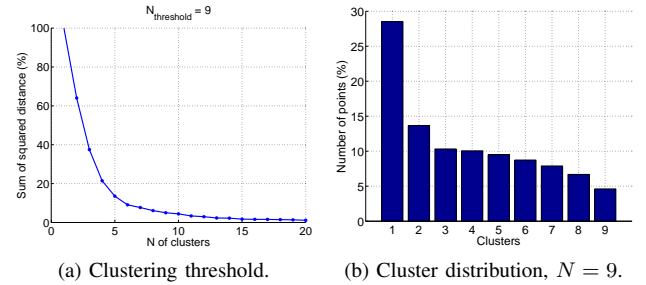 N_threshold = 9
100
80
60
40
20
0
Sum of squared distance (%)
0 5 10 15 20
N of clusters
30
25
20
15
10
5
0
Number of points (%)
1 2 3 4 5 6 7 8 9
Clusters
(a) Clustering threshold.
(b) Cluster distribution, N = 9.